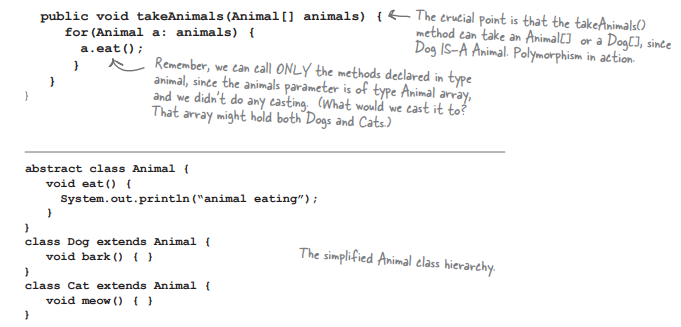 public void takeAnimals(Animal[] animals) {
The crucial point is that the takeAnimals()
method can take an Animal[] or a Dog[], since
Dog IS-A Animal. Polymorphism in action.
for(Animal a: animals) {
a.eat();
}
Remember, we can call ONLY the methods declared in type
animal, since the animals parameter is of type Animal array,
and we didn't do any casting. (What would we cast it to?
That array might hold both Dogs and Cats.)
}
}
abstract class Animal {
void eat() {
System.out.println(“animal eating”);
}
}
class Dog extends Animal {
void bark() { }
}
The simplified Animal class hierarchy.
class Cat extends Animal {
void meow() { }
}